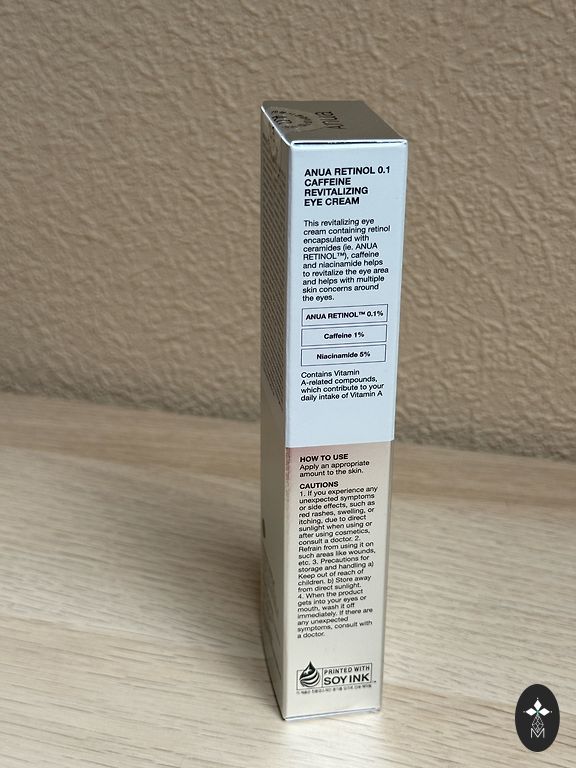 ANUA
ANUA RETINOL 0.1
CAFFEINE
REVITALIZING
EYE CREAM
This revitalizing eye
cream containing retinol
encapsulated with
ceramides (ie. ANUA
RETINOL™), caffeine
and niacinamide helps
to revitalize the eye area
and helps with multiple
skin concerns around
the eyes.
ANUA RETINOL™ 0.1%
Caffeine 1%
Niacinamide 5%
Contains Vitamin
A-related compounds,
which contribute to your
daily intake of Vitamin A
HOW TO USE
Apply an appropriate
amount to the skin.
CAUTIONS
1. If you experience any
unexpected symptoms
or side effects, such as
red rashes, swelling, or
itching, due to direct
sunlight when using or
after using cosmetics,
consult a doctor. 2.
Refrain from using it on
such areas like wounds,
etc. 3. Precautions for
storage and handling a)
Keep out of reach of
children. b) Store away
from direct sunlight.
4. When the product
gets into your eyes or
mouth, wash it off
immediately. If there are
any unexpected
symptoms, consult with
a doctor.
PRINTED WITH
SOY INK
M